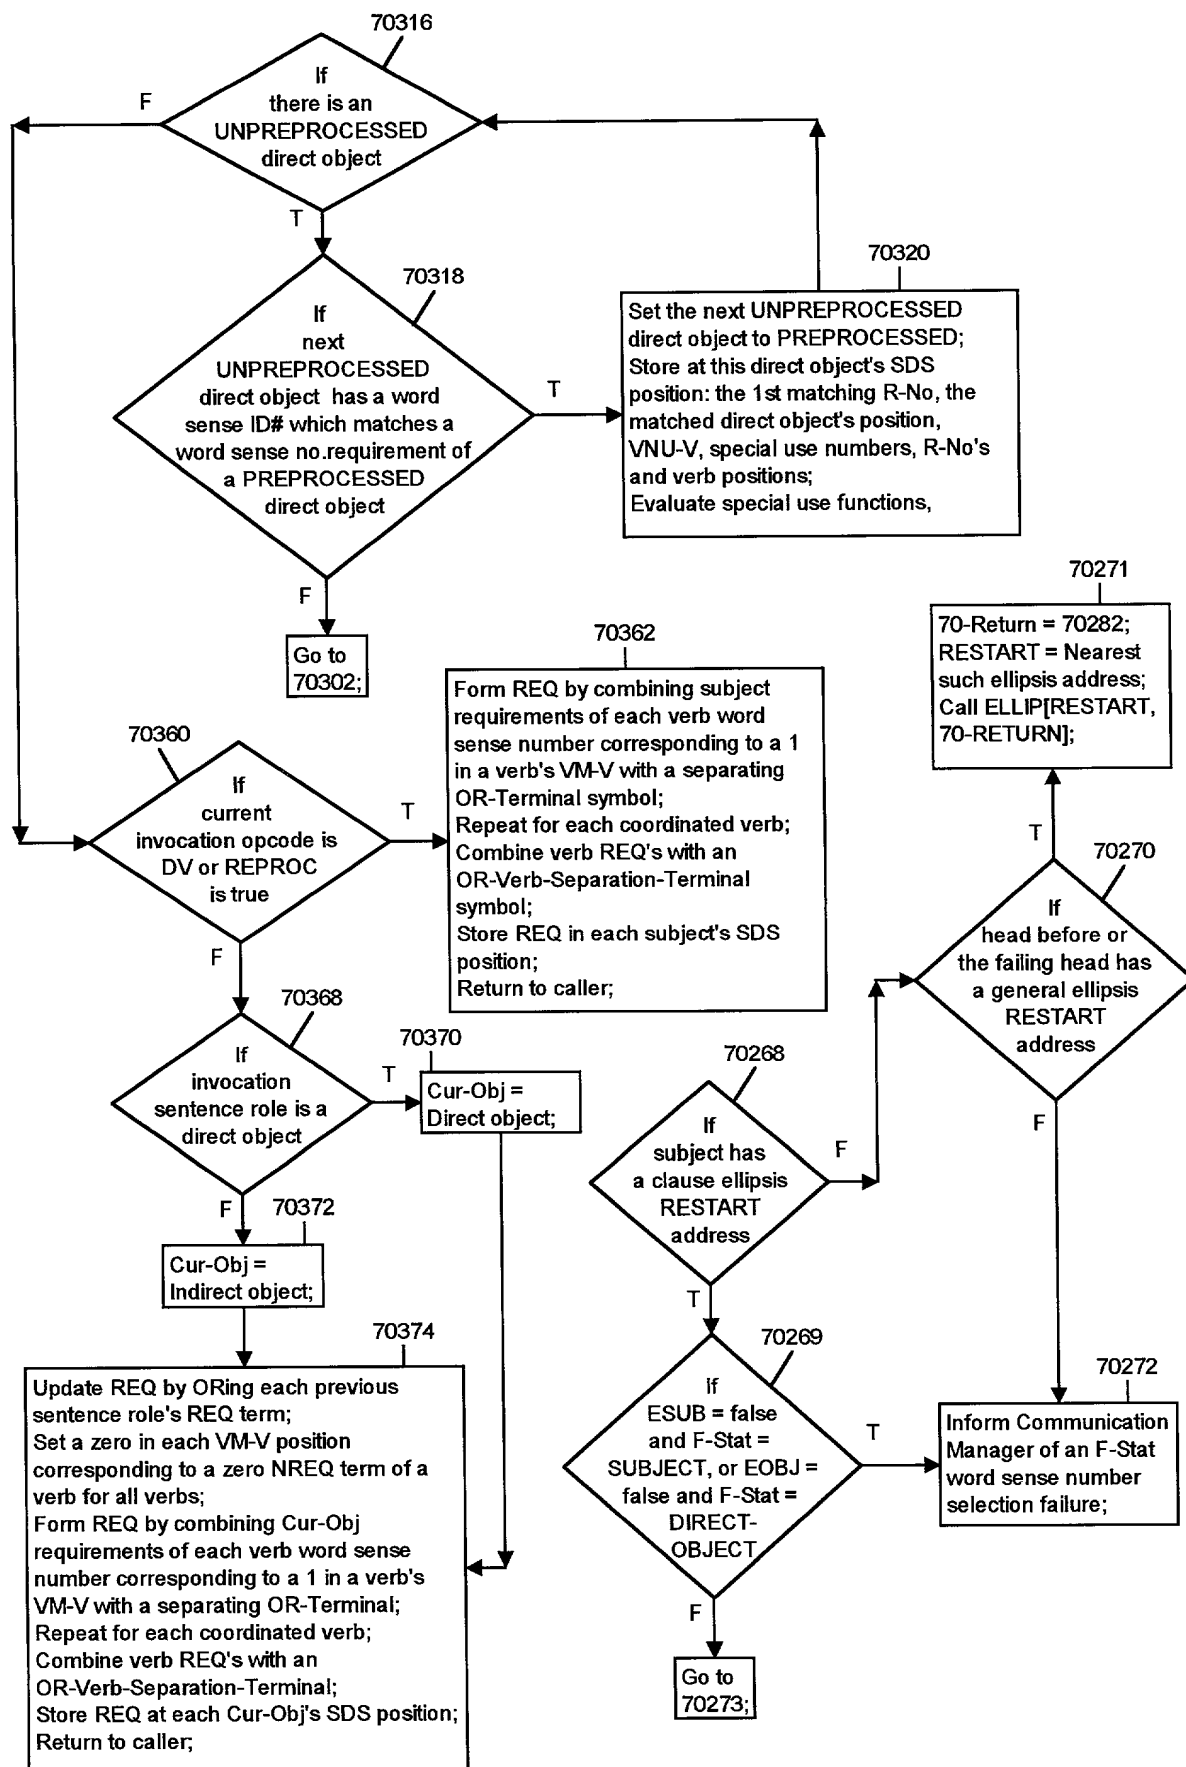 70316
If
there is an
UNPREPROCESSED
direct object
F
T
70318
If
next
UNPREPROCESSED
direct object has a word
sense ID# which matches a
word sense no.requirement of
a PREPROCESSED
direct object
T
F
70320
Set the next UNPREPROCESSED
direct object to PREPROCESSED;
Store at this direct object's SDS
position: the 1st matching R-No, the
matched direct object's position,
VNU-V, special use numbers, R-No's
and verb positions;
Evaluate special use functions,
Go to
70302;
70360
If
current
invocation opcode is
DV or REPROC
is true
T
F
70362
Form REQ by combining subject
requirements of each verb word
sense number corresponding to a 1
in a verb's VM-V with a separating
OR-Terminal symbol;
Repeat for each coordinated verb;
Combine verb REQ's with an
OR-Verb-Separation-Terminal
symbol;
Store REQ in each subject's SDS
position;
Return to caller;
70368
If
invocation
sentence role is a
direct object
T
F
70370
Cur-Obj =
Direct object;
70372
Cur-Obj =
Indirect object;
70374
Update REQ by ORing each previous
sentence role's REQ term;
Set a zero in each VM-V position
corresponding to a zero NREQ term of a
verb for all verbs;
Form REQ by combining Cur-Obj
requirements of each verb word sense
number corresponding to a 1 in a verb's
VM-V with a separating OR-Terminal;
Repeat for each coordinated verb;
Combine verb REQ's with an
OR-Verb-Separation-Terminal;
Store REQ at each Cur-Obj's SDS position;
Return to caller;
70271
70-Return = 70282;
RESTART = Nearest
such ellipsis address;
Call ELLIP[RESTART,
70-RETURN];
T
70270
If
head before or
the failing head has
a general ellipsis
RESTART
address
F
70268
If
subject has
a clause ellipsis
RESTART
address
F
T
70269
If
ESUB = false
and F-Stat =
SUBJECT, or EOBJ =
false and F-Stat =
DIRECT-
OBJECT
T
F
70272
Inform Communication
Manager of an F-Stat
word sense number
selection failure;
Go to
70273;